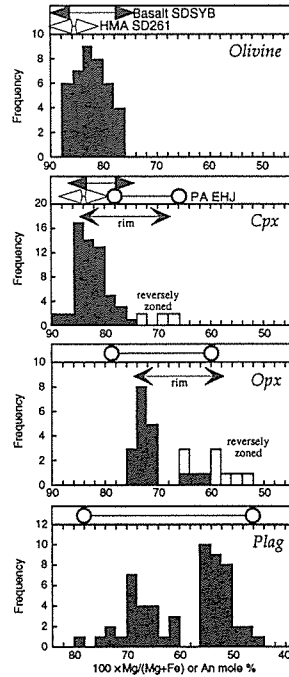 Basalt SDSYB
HMA SD261
Olivine
Frequency
10
8
6
4
2
0
90 80 70 60 50
PA EHJ
Cpx
rim
reversely
zoned
Frequency
20
16
12
8
4
0
90 80 70 60 50
Opx
rim
reversely
zoned
Frequency
10
8
6
4
2
0
90 80 70 60 50
Plag
Frequency
12
10
8
6
4
2
0
80 70 60 50 40
100 xMg/(Mg+Fe) or An mole %